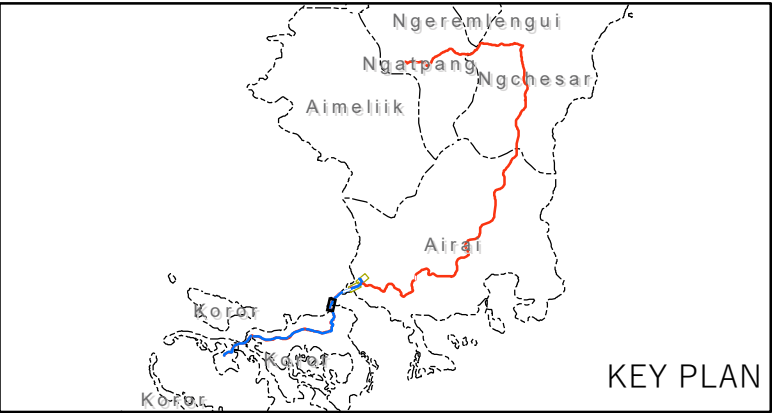 Ngeremlengui
Ngatpang
Ngchesar
Aimeliik
Airai
Koror
Koror
KEY PLAN
Koror